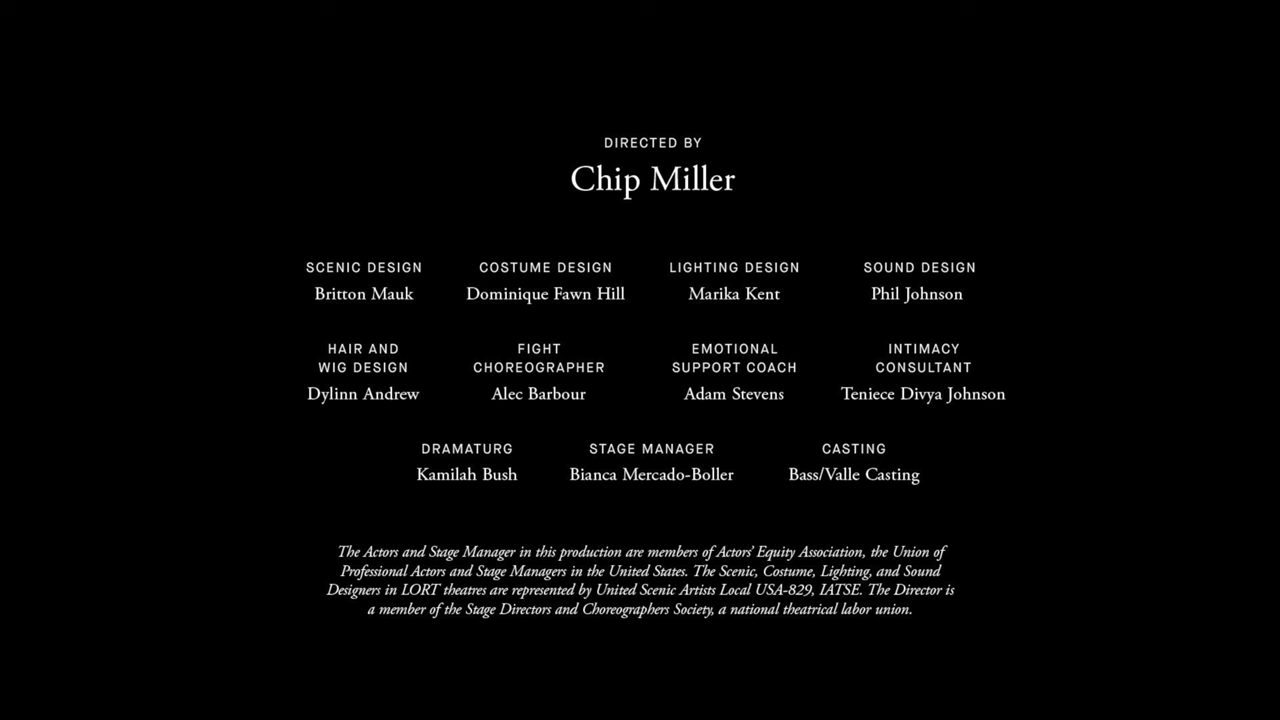 DIRECTED BY
Chip Miller
SCENIC DESIGN COSTUME DESIGN LIGHTING DESIGN SOUND DESIGN
Britton Mauk Dominique Fawn Hill Marika Kent Phil Johnson
HAIR AND FIGHT EMOTIONAL INTIMACY
WIG DESIGN CHOREOGRAPHER SUPPORT COACH CONSULTANT
Dylinn Andrew Alec Barbour Adam Stevens Teniece Divya Johnson
DRAMATURG STAGE MANAGER CASTING
Kamilah Bush Bianca Mercado-Boller Bass/Valle Casting
The Actors and Stage Manager in this production are members of Actors' Equity Association, the Union of
Professional Actors and Stage Managers in the United States. The Scenic, Costume, Lighting, and Sound
Designers in LORT theatres are represented by United Scenic Artists Local USA-829, IATSE. The Director is
a member of the Stage Directors and Choreographers Society, a national theatrical labor union.